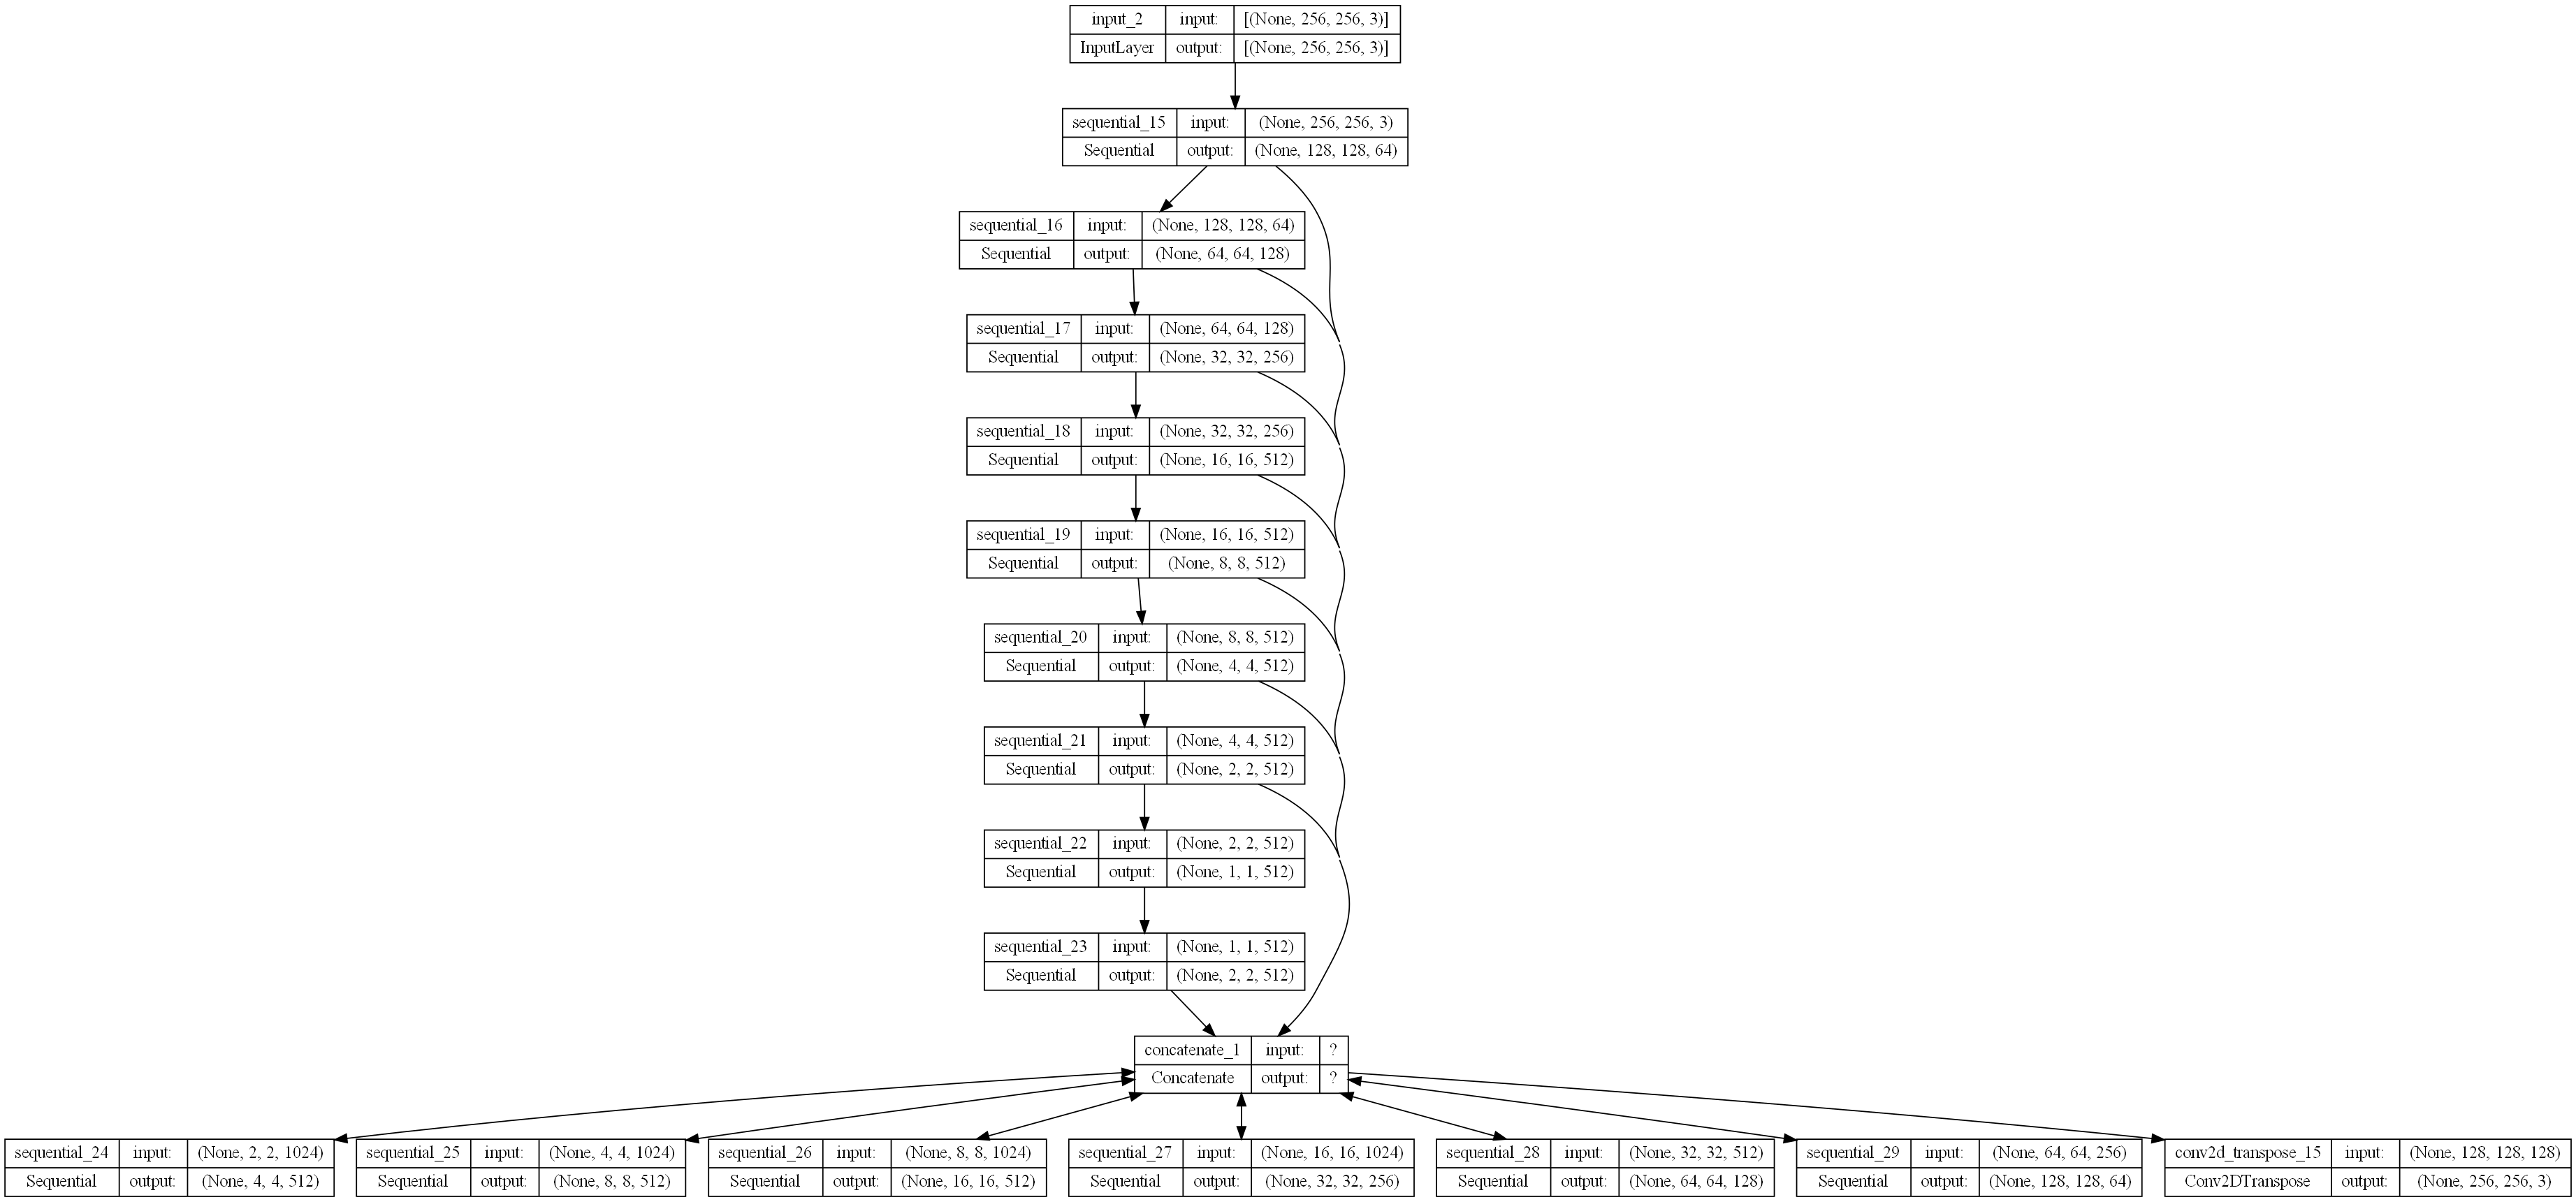 input_2 input: [(None, 256, 256, 3)]
InputLayer output: [(None, 256, 256, 3)]
sequential_15 input: (None, 256, 256, 3)
Sequential output: (None, 128, 128, 64)
sequential_16 input: (None, 128, 128, 64)
Sequential output: (None, 64, 64, 128)
sequential_17 input: (None, 64, 64, 128)
Sequential output: (None, 32, 32, 256)
sequential_18 input: (None, 32, 32, 256)
Sequential output: (None, 16, 16, 512)
sequential_19 input: (None, 16, 16, 512)
Sequential output: (None, 8, 8, 512)
sequential_20 input: (None, 8, 8, 512)
Sequential output: (None, 4, 4, 512)
sequential_21 input: (None, 4, 4, 512)
Sequential output: (None, 2, 2, 512)
sequential_22 input: (None, 2, 2, 512)
Sequential output: (None, 1, 1, 512)
sequential_23 input: (None, 1, 1, 512)
Sequential output: (None, 2, 2, 512)
concatenate_1 input: ?
Concatenate output: ?
sequential_24 input: (None, 2, 2, 1024)
Sequential output: (None, 4, 4, 512)
sequential_25 input: (None, 4, 4, 1024)
Sequential output: (None, 8, 8, 512)
sequential_26 input: (None, 8, 8, 1024)
Sequential output: (None, 16, 16, 512)
sequential_27 input: (None, 16, 16, 1024)
Sequential output: (None, 32, 32, 256)
sequential_28 input: (None, 32, 32, 512)
Sequential output: (None, 64, 64, 128)
sequential_29 input: (None, 64, 64, 256)
Sequential output: (None, 128, 128, 64)
conv2d_transpose_15 input: (None, 128, 128, 128)
Conv2DTranspose output: (None, 256, 256, 3)